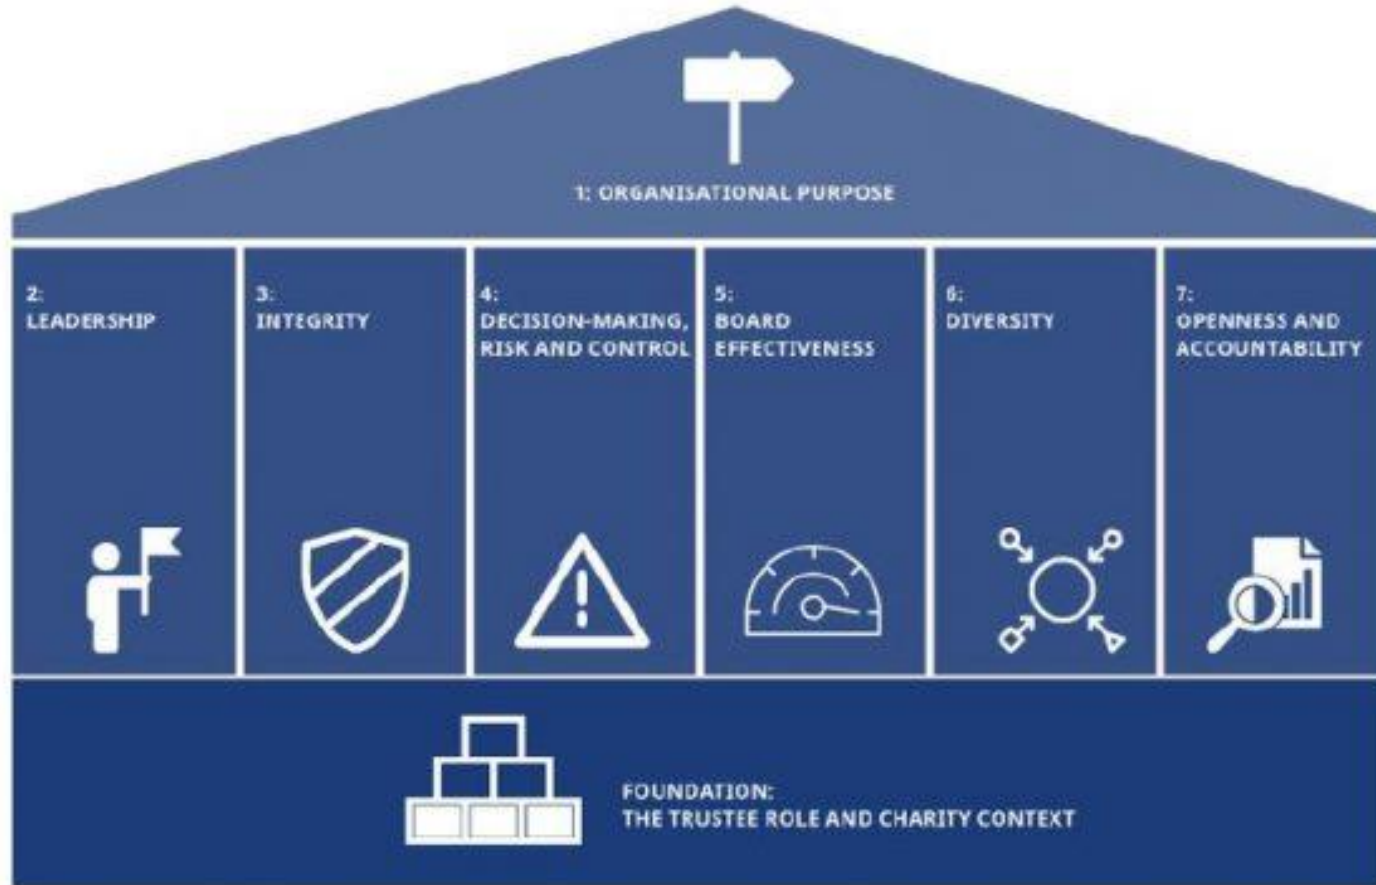 1: ORGANISATIONAL PURPOSE
2:
LEADERSHIP
3:
INTEGRITY
4:
DECISION-MAKING,
RISK AND CONTROL
5:
BOARD
EFFECTIVENESS
6:
DIVERSITY
7:
OPENNESS AND
ACCOUNTABILITY
FOUNDATION:
THE TRUSTEE ROLE AND CHARITY CONTEXT